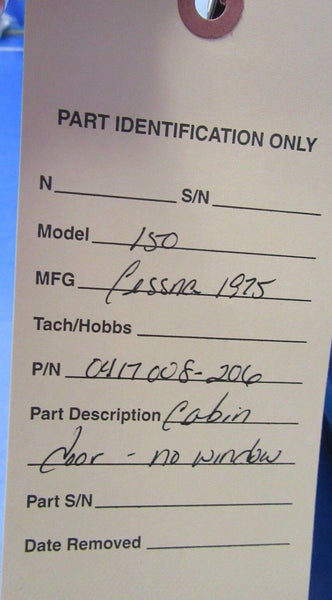 PART IDENTIFICATION ONLY
N S/N
Model 150
MFG Cessna 1975
Tach/Hobbs
P/N 0417008-206
Part Description Cabin
door - no window
Part S/N
Date Removed